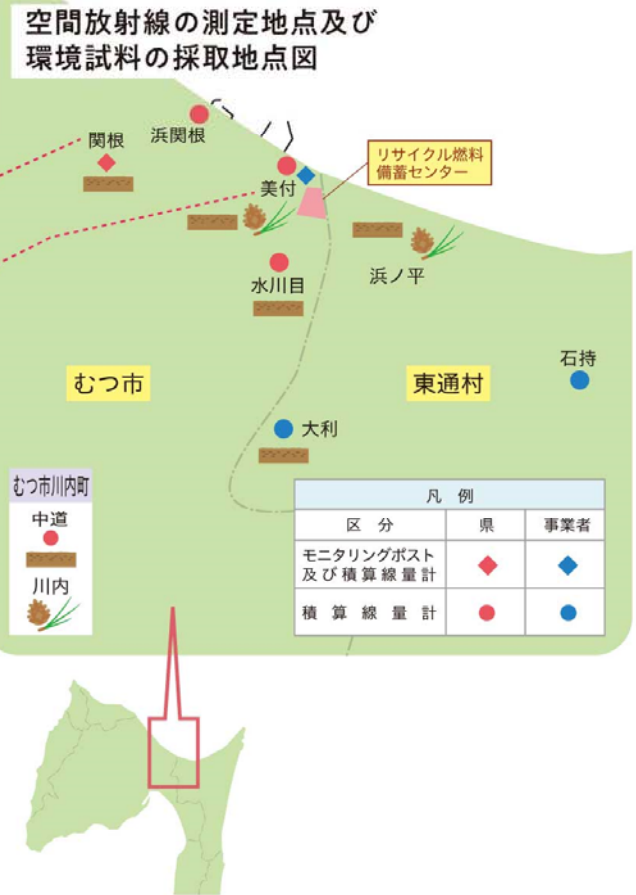 空間放射線の測定地点及び
環境試料の採取地点図
関根
浜関根
リサイクル燃料
備蓄センター
美付
水川目
浜ノ平
むつ市
東通村
石持
大利
むつ市川内町
中道
川内
凡 例
区 分 県 事業者
モニタリングポスト
及び積算線量計
積算線量計